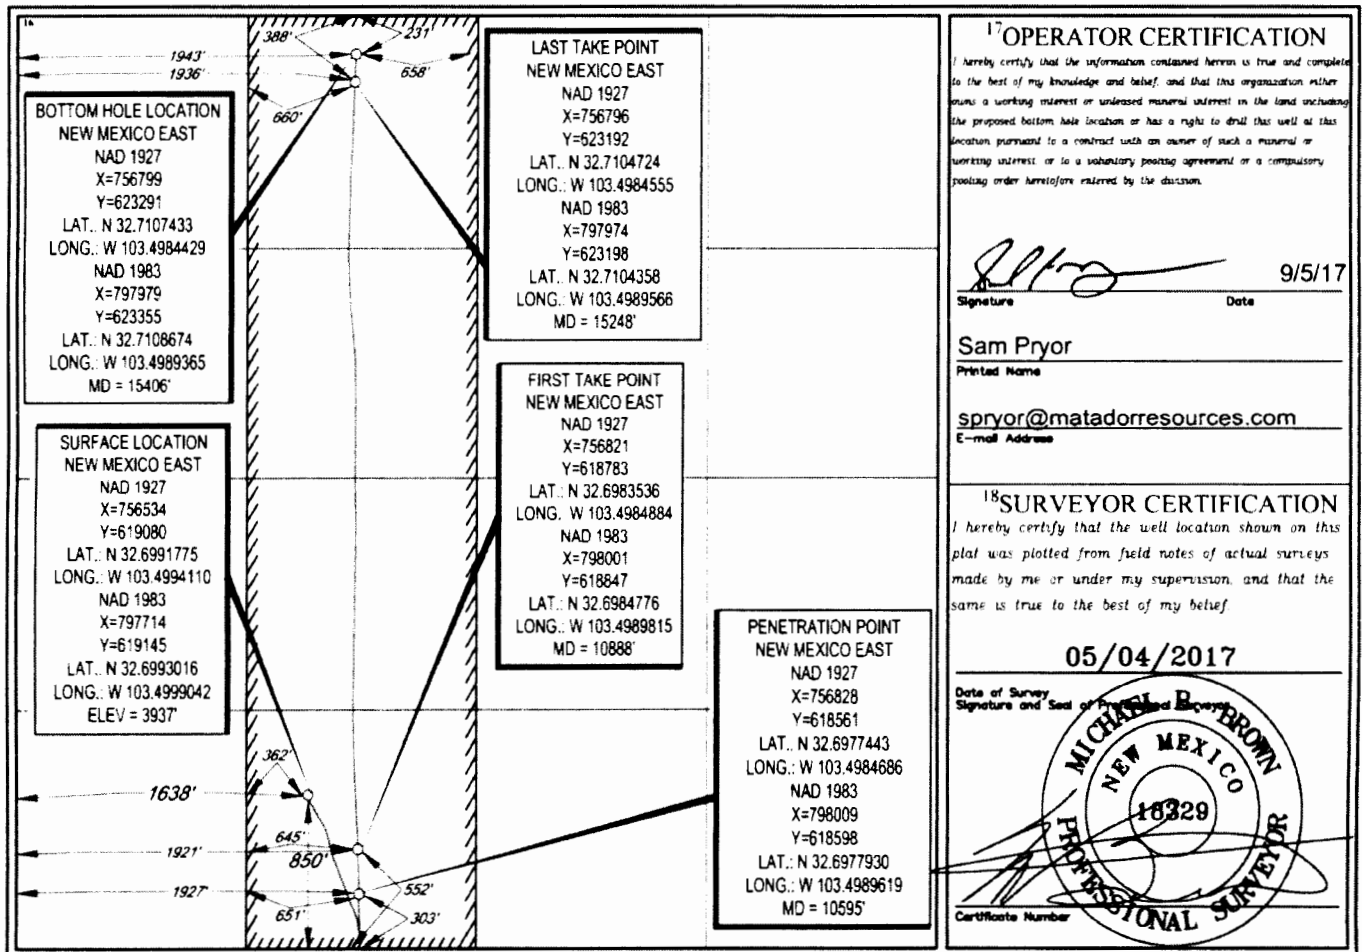 16
388'
231'
1943'
1936'
658'
660'
BOTTOM HOLE LOCATION
NEW MEXICO EAST
NAD 1927
X=756799
Y=623291
LAT.. N 32.7107433
LONG.: W 103.4984429
NAD 1983
X=797979
Y=623355
LAT.: N 32.7108674
LONG.: W 103.4989365
MD = 15406'
LAST TAKE POINT
NEW MEXICO EAST
NAD 1927
X=756796
Y=623192
LAT.. N 32.7104724
LONG.: W 103.4984555
NAD 1983
X=797974
Y=623198
LAT.. N 32.7104358
LONG.: W 103.4989566
MD = 15248'
SURFACE LOCATION
NEW MEXICO EAST
NAD 1927
X=756534
Y=619080
LAT.: N 32.6991775
LONG.: W 103.4994110
NAD 1983
X=797714
Y=619145
LAT.. N 32.6993016
LONG.: W 103.4999042
ELEV = 3937'
FIRST TAKE POINT
NEW MEXICO EAST
NAD 1927
X=756821
Y=618783
LAT.: N 32.6983536
LONG. W 103.4984884
NAD 1983
X=798001
Y=618847
LAT.: N 32.6984776
LONG.: W 103.4989815
MD = 10888'
PENETRATION POINT
NEW MEXICO EAST
NAD 1927
X=756828
Y=618561
LAT.. N 32.6977443
LONG.: W 103.4984686
NAD 1983
X=798009
Y=618598
LAT.: N 32.6977930
LONG.: W 103.4989619
MD = 10595'
362'
1638'
645'
850'
1921'
1927'
552'
651'
303'
17OPERATOR CERTIFICATION
I hereby certify that the information contained herein is true and complete
to the best of my knowledge and belief, and that this organization either
owns a working interest or unleased mineral interest in the land including
the proposed bottom hole location or has a right to drill this well at this
location pursuant to a contract with an owner of such a mineral or
working interest, or to a voluntary pooling agreement or a compulsory
pooling order heretofore entered by the division.
9/5/17
Signature Date
Sam Pryor
Printed Name
spryor@matadorresources.com
E-mail Address
18SURVEYOR CERTIFICATION
I hereby certify that the well location shown on this
plat was plotted from field notes of actual surveys
made by me or under my supervision, and that the
same is true to the best of my belief.
05/04/2017
Date of Survey
Signature and Seal of Professional Surveyor
MICHAEL B. BROWN
NEW MEXICO
18329
PROFESSIONAL SURVEYOR
Certificate Number